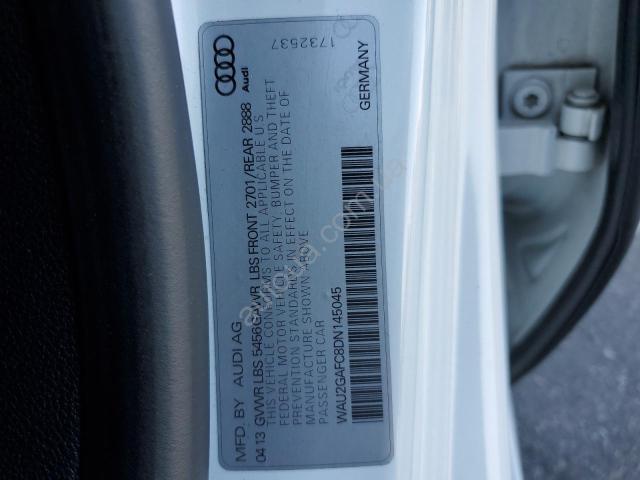 MFD. BY AUDI AG
04 13 GVWR LBS 5456 GAWR LBS FRONT 2701/REAR 2888
THIS VEHICLE CONFORMS TO ALL APPLICABLE U S
FEDERAL MOTOR VEHICLE SAFETY, BUMPER AND THEFT
PREVENTION STANDARDS IN EFFECT ON THE DATE OF
MANUFACTURE SHOWN ABOVE
PASSENGER CAR
WAU2GAFC8DN145045
Audi
1732537
GERMANY